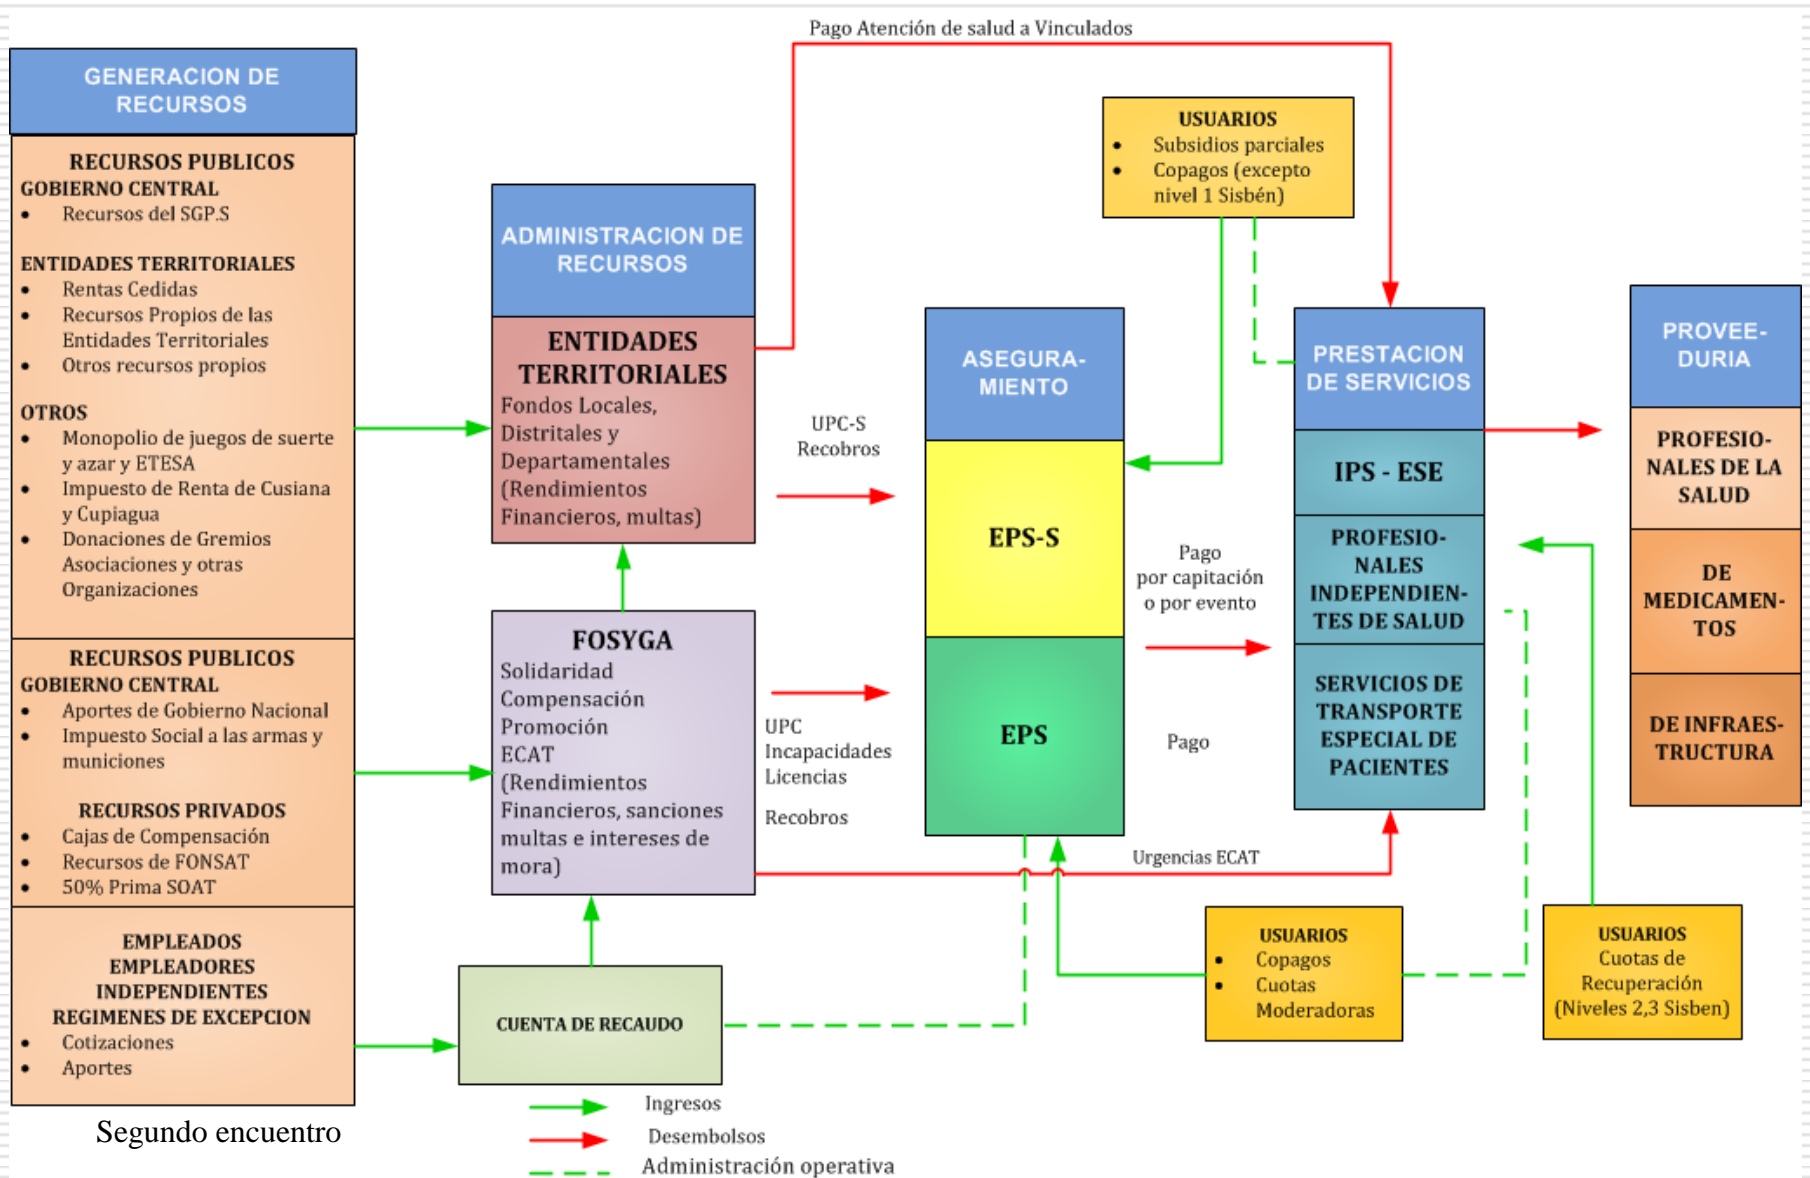 Pago Atención de salud a Vinculados
GENERACION DE
RECURSOS
RECURSOS PUBLICOS
GOBIERNO CENTRAL
• Recursos del SGP.S
ENTIDADES TERRITORIALES
• Rentas Cedidas
• Recursos Propios de las
Entidades Territoriales
• Otros recursos propios
OTROS
• Monopolio de juegos de suerte
y azar y ETESA
• Impuesto de Renta de Cusiana
y Cupiagua
• Donaciones de Gremios
Asociaciones y otras
Organizaciones
RECURSOS PUBLICOS
GOBIERNO CENTRAL
• Aportes de Gobierno Nacional
• Impuesto Social a las armas y
municiones
RECURSOS PRIVADOS
• Cajas de Compensación
• Recursos de FONSAT
• 50% Prima SOAT
EMPLEADOS
EMPLEADORES
INDEPENDIENTES
REGIMENES DE EXCEPCION
• Cotizaciones
• Aportes
Segundo encuentro
ADMINISTRACION DE
RECURSOS
ENTIDADES
TERRITORIALES
Fondos Locales,
Distritales y
Departamentales
(Rendimientos
Financieros, multas)
FOSYGA
Solidaridad
Compensación
Promoción
ECAT
(Rendimientos
Financieros, sanciones
multas e intereses de
mora)
CUENTA DE RECAUDO
UPC-S
Recobros
UPC
Incapacidades
Licencias
Recobros
ASEGURA-
MIENTO
EPS-S
EPS
USUARIOS
• Subsidios parciales
• Copagos (excepto
nivel 1 Sisbén)
Pago
por capitación
o por evento
Pago
Urgencias ECAT
PRESTACION
DE SERVICIOS
IPS - ESE
PROFESIO-
NALES
INDEPENDIEN-
TES DE SALUD
SERVICIOS DE
TRANSPORTE
ESPECIAL DE
PACIENTES
PROVEE-
DURIA
PROFESIO-
NALES DE LA
SALUD
DE
MEDICAMEN-
TOS
DE INFRAES-
TRUCTURA
USUARIOS
• Copagos
• Cuotas
Moderadoras
USUARIOS
Cuotas de
Recuperación
(Niveles 2,3 Sisben)
Ingresos
Desembolsos
Administración operativa